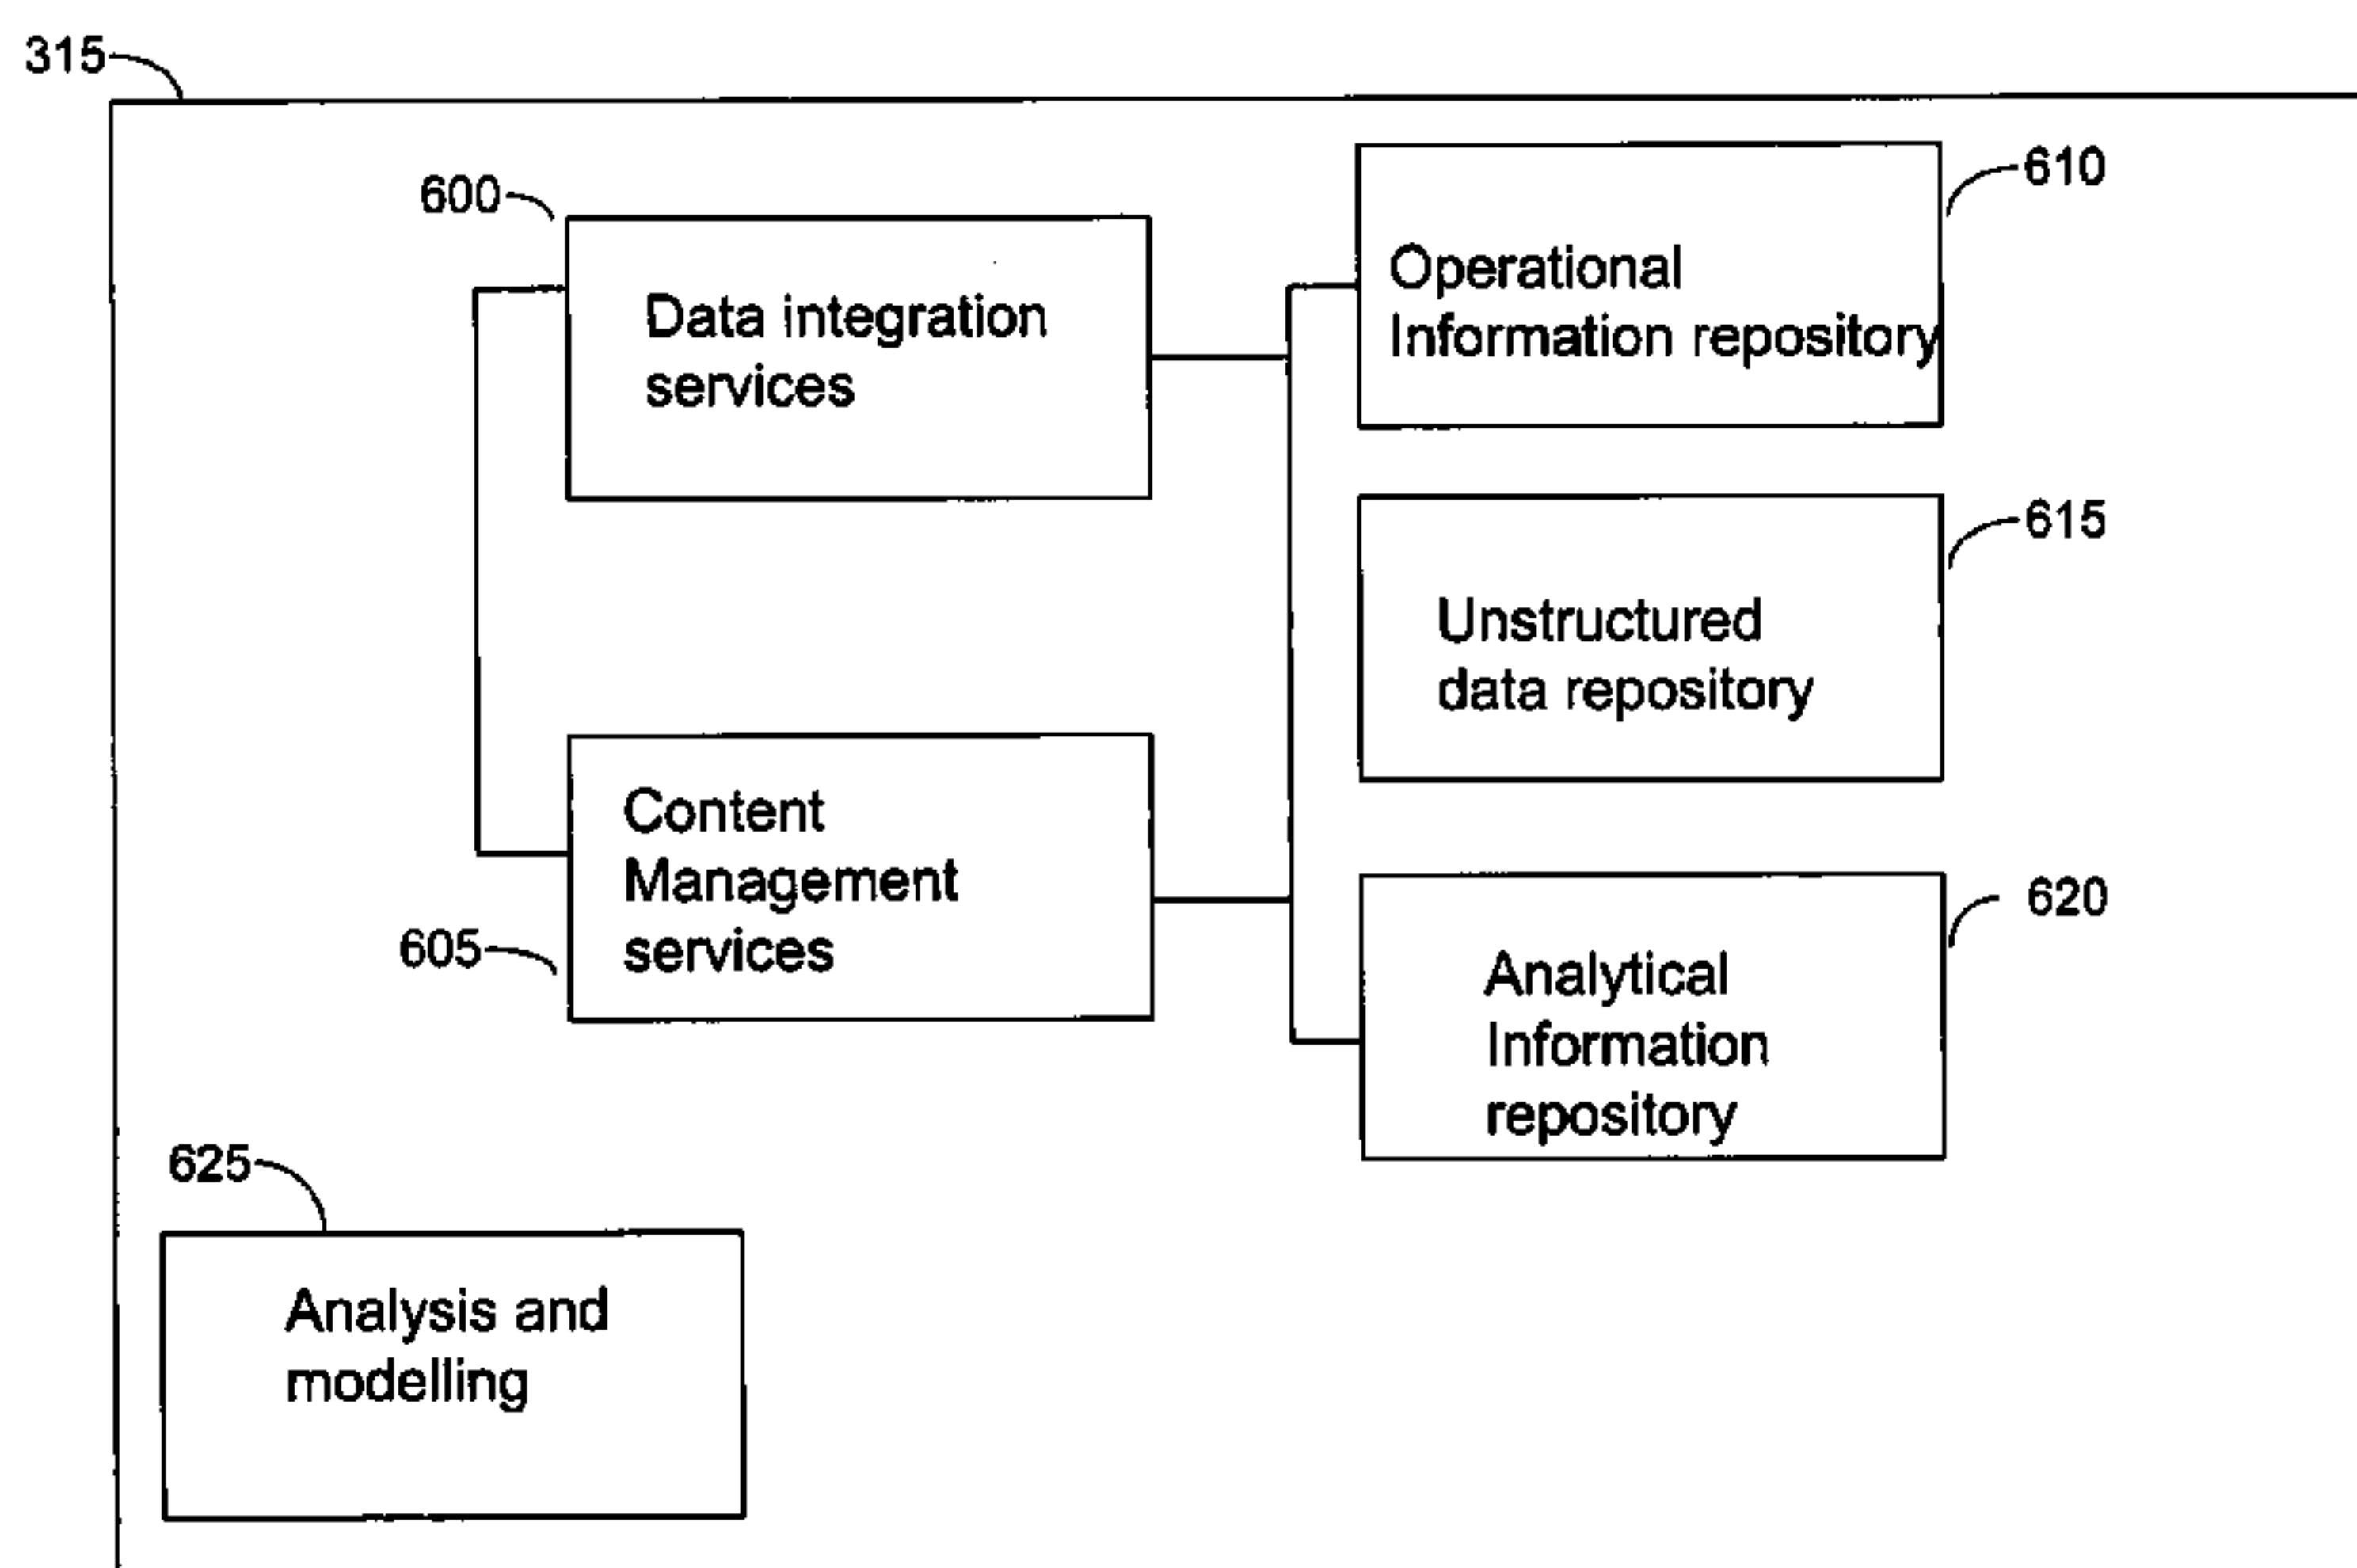 315
600
Data integration
services
610
Operational
Information repository
615
Unstructured
data repository
Content
Management
services
605
620
Analytical
Information
repository
625
Analysis and
modelling